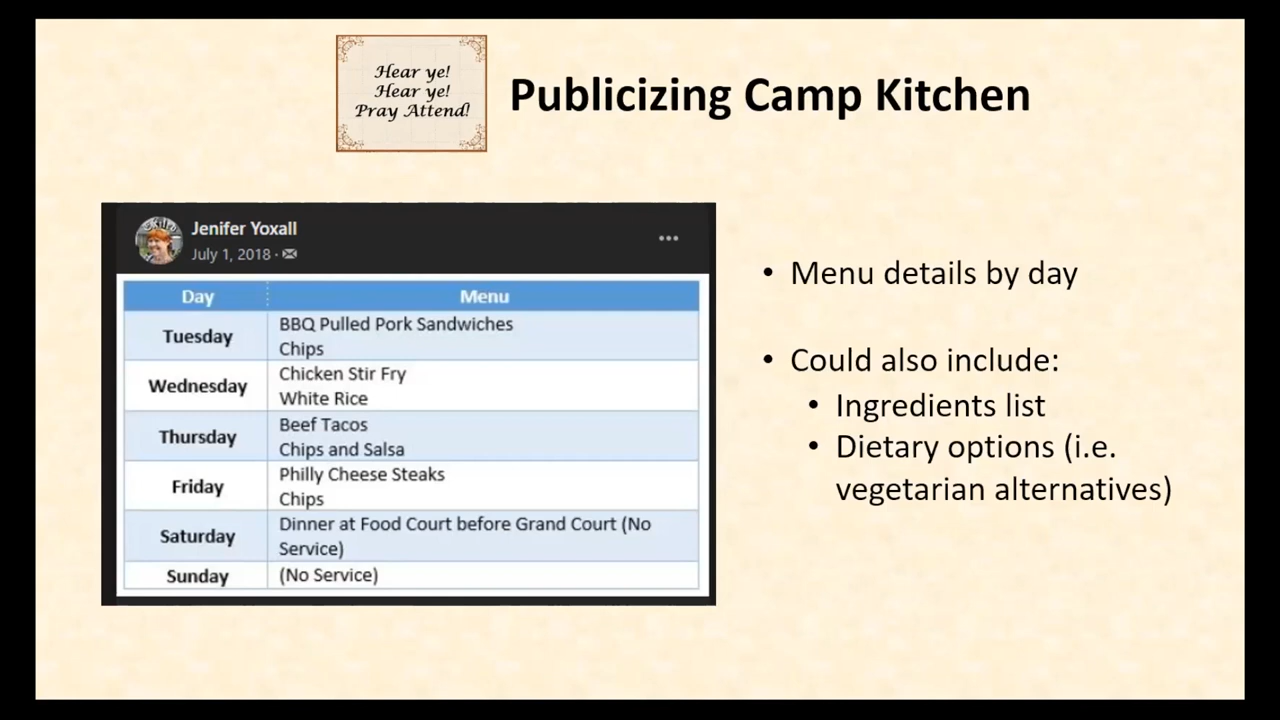 Hear ye!
Hear ye!
Pray Attend!
Publicizing Camp Kitchen
Jenifer Yoxall
July 1, 2018 ·
Day Menu
Tuesday BBQ Pulled Pork Sandwiches
Chips
Wednesday Chicken Stir Fry
White Rice
Thursday Beef Tacos
Chips and Salsa
Friday Philly Cheese Steaks
Chips
Saturday Dinner at Food Court before Grand Court (No
Service)
Sunday (No Service)
• Menu details by day
• Could also include:
• Ingredients list
• Dietary options (i.e.
vegetarian alternatives)